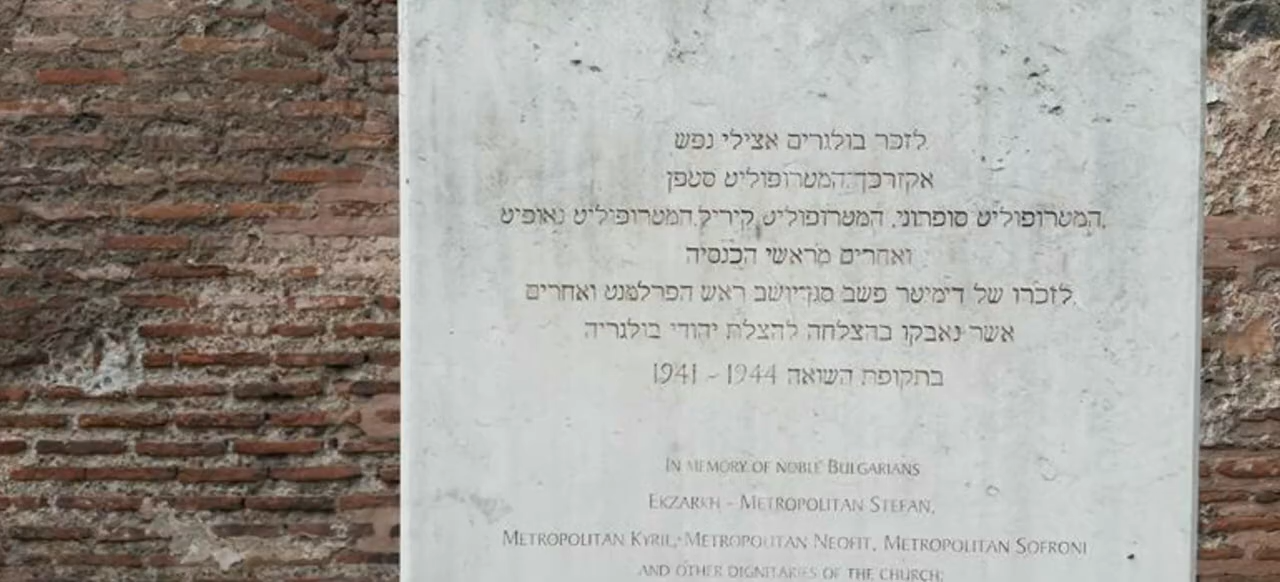 לזכר בולגרים אצילי נפש
אקזרכך-המטרופוליט סטפן
המטרופוליט סופרוני, המטרופוליט קיריל, המטרופוליט נאופיט,
ואחרים מראשי הכנסיה
לזכרו של דימיטר פשב סגן-יושב ראש הפרלמנט ואחרים
אשר נאבקו בהצלחה להצלת יהודי בולגריה
בתקופת השואה 1944 - 1941
IN MEMORY OF NOBLE BULGARIANS
EKZARKH - METROPOLITAN STEFAN,
METROPOLITAN KYRIL, METROPOLITAN NEOFIT, METROPOLITAN SOFRONI
AND OTHER DIGNITARIES OF THE CHURCH;